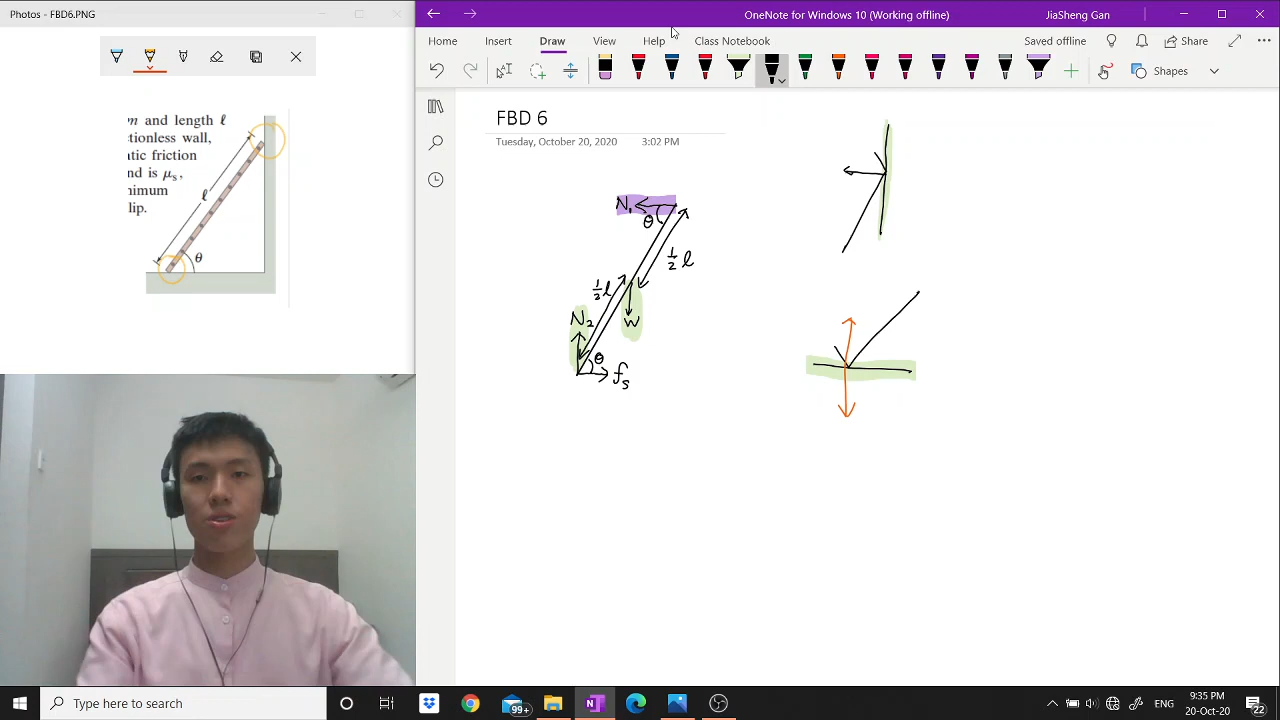 Photos - FBD6.PNG
m and length ℓ
tionless wall,
atic friction
nd is μs,
nimum
lip.
ℓ
θ
OneNote for Windows 10 (Working offline)
JiaSheng Gan
Home
Insert
Draw
View
Help
Class Notebook
Saved offline
Share
Shapes
FBD 6
Tuesday, October 20, 2020
3:02 PM
N₁
θ
½ l
½ l
N₂
W
θ
fs
Type here to search
99+
ENG
9:35 PM
20-Oct-20
22